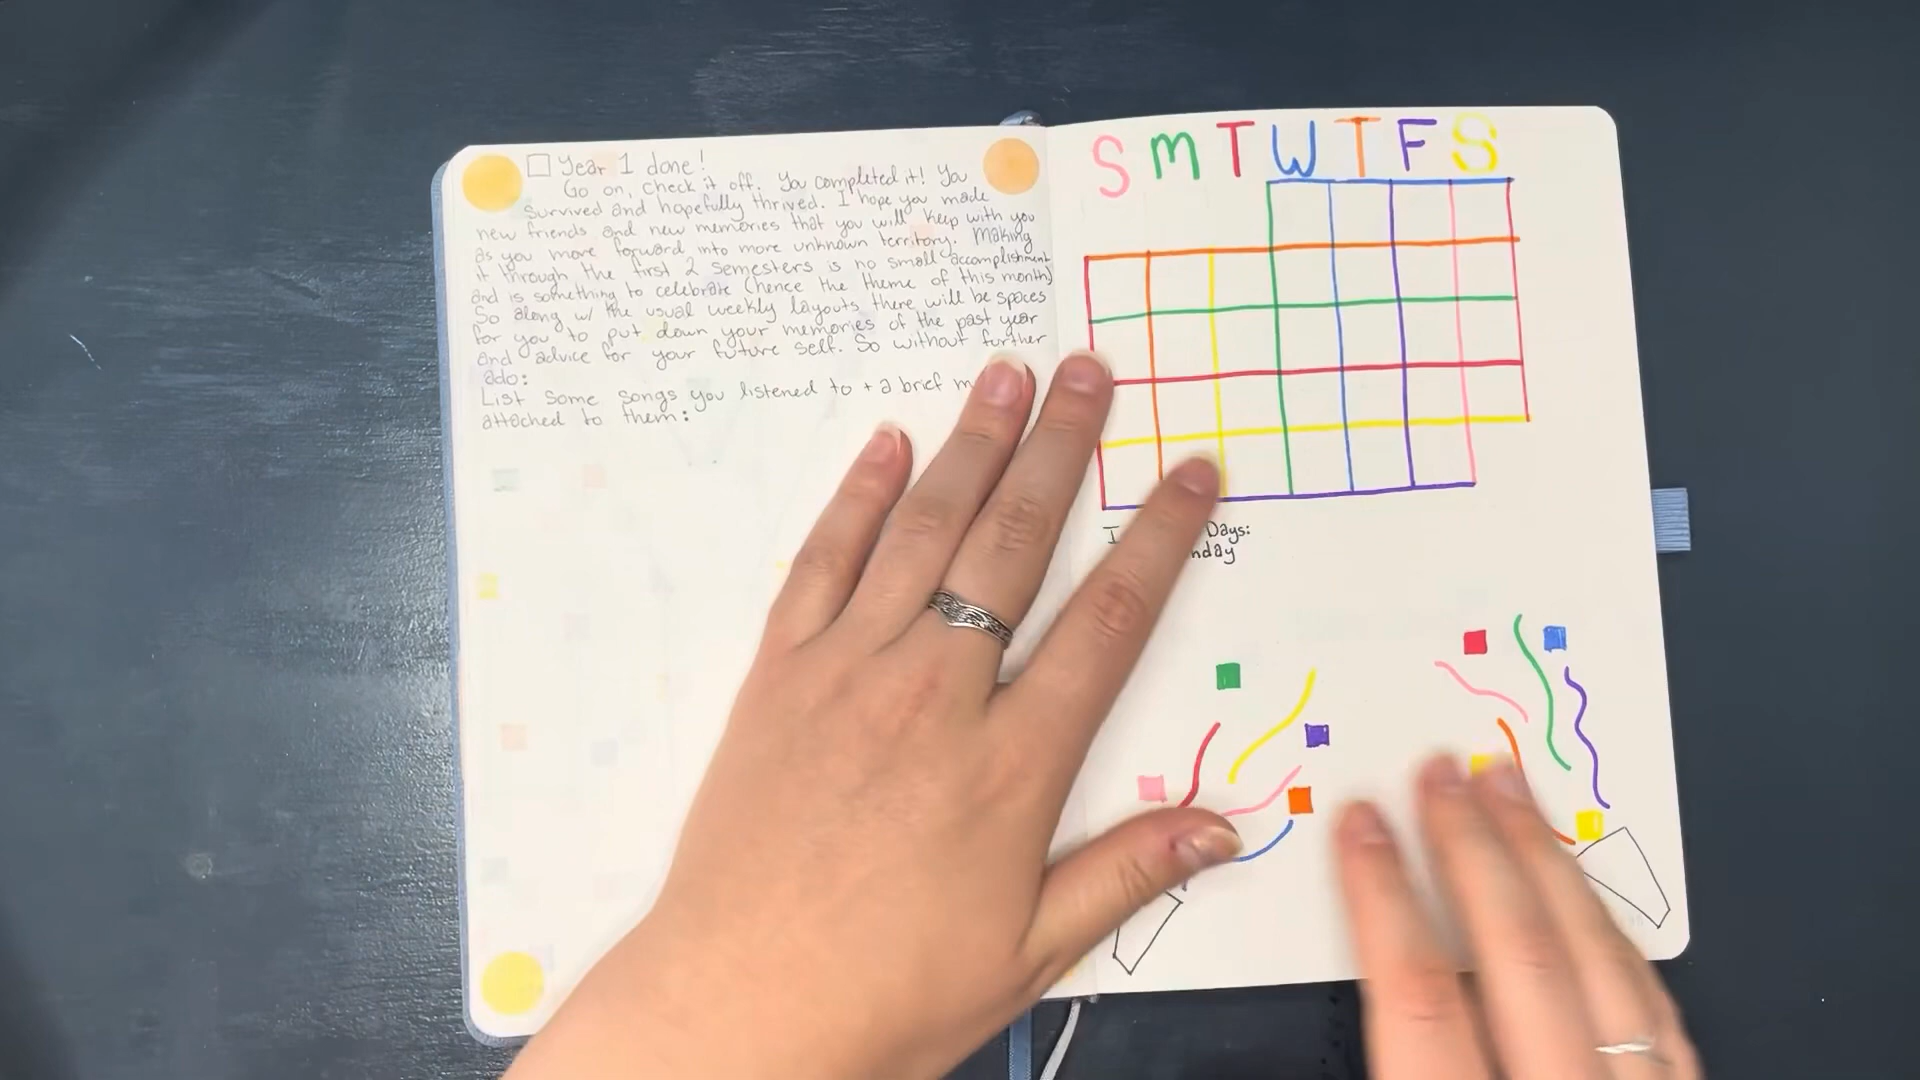 Year 1 done!
Go on, check it off. You completed it! You
survived and hopefully thrived. I hope you made
new friends and new memories that you will keep with you
as you move forward into more unknown territory. Making
it through the first 2 semesters is no small accomplishment
and is something to celebrate (hence the theme of this month)
So along w/ the usual weekly layouts there will be spaces
for you to put down your memories of the past year
and advice for your future self. So without further
ado:
List some songs you listened to + a brief
attached to them:
S M T W T F S
Days: